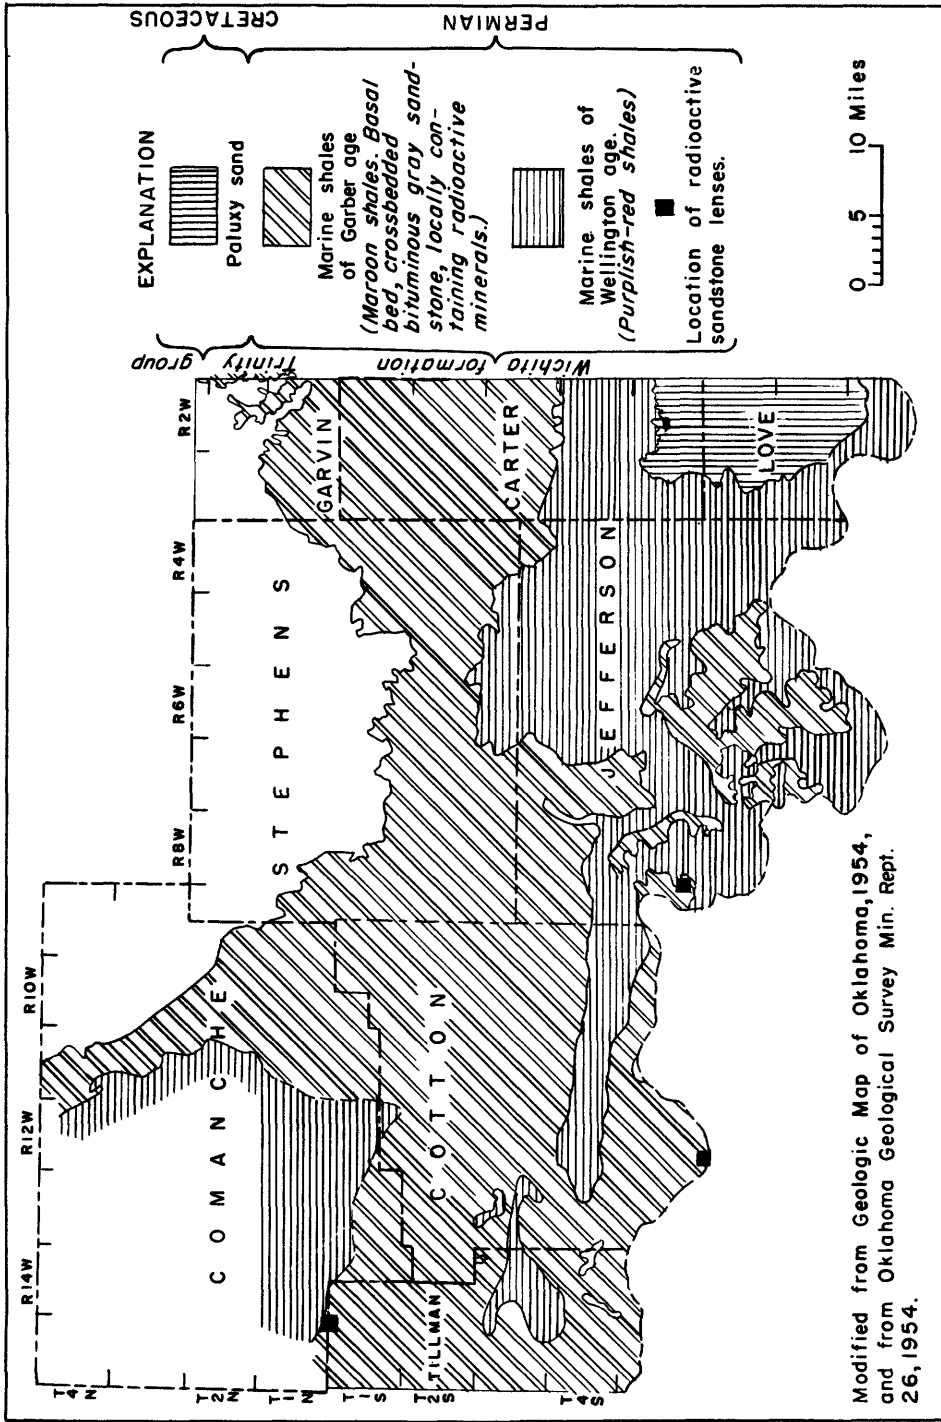 EXPLANATION
Paluxy sand
Marine shales
of Garber age
(Maroon shales. Basal
bed, crossbedded
bituminous gray sand-
stone, locally con-
taining radioactive
minerals.)
Marine shales of
Wellington age.
(Purplish-red shales)
Location of radioactive
sandstone lenses.
CRETACEOUS
PERMIAN
Trinity
group
Wichita formation
0 5 10 Miles
R14W
R12W
R10W
R8W
R6W
R4W
R2W
T4N
T2N
T1N
T1S
T2S
T4S
COMANCHE
STEPHENS
GARVIN
CARTER
COTTON
TILLMAN
JEFFERSON
LOVE
Modified from Geologic Map of Oklahoma, 1954,
and from Oklahoma Geological Survey Min. Rept.
26, 1954.